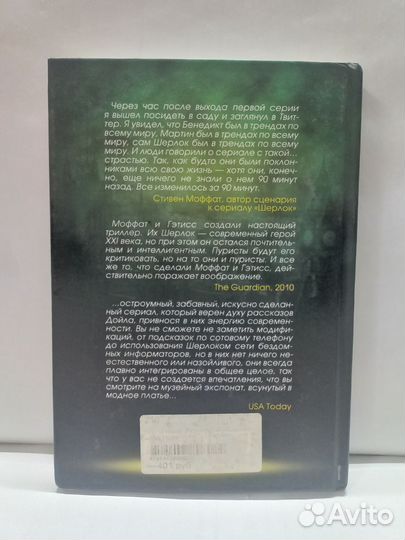 Через час после выхода первой серии
я вышел посидеть в саду и заглянул в Твит-
тер. Я увидел, что Бенедикт был в трендах по
всему миру, Мартин был в трендах по всему
миру, сам Шерлок был в трендах по всему
миру. И люди говорили о сериале с такой...
страстью. Так, как будто они были поклон-
никами всю свою жизнь — хотя они, конеч-
но, еще ничего не знали о нем 90 минут
назад. Все изменилось за 90 минут.
Стивен Моффат, автор сценария
к сериалу «Шерлок»
Моффат и Гэтисс создали настоящий
триллер. Их Шерлок — современный герой
XXI века, но при этом он остался почтитель-
ным и интеллигентным. Пуристы будут его
критиковать, но на то они и пуристы. И все
же то, что сделали Моффат и Гэтисс, дей-
ствительно поражает воображение.
The Guardian, 2010
...остроумный, забавный, искусно сделан-
ный сериал, который верен духу рассказов
Дойла, привнося в них энергию современ-
ности. Вы не сможете не заметить модифи-
каций, от подсказок по сотовому телефону
до использования Шерлоком сети бездом-
ных информаторов, но в них нет ничего не-
естественного или назойливого, они всегда
плавно интегрированы в общее целое, так
что у вас не создается впечатления, что вы
смотрите на музейный экспонат, всунутый в
модное платье...
USA Today
401 руб
Avito